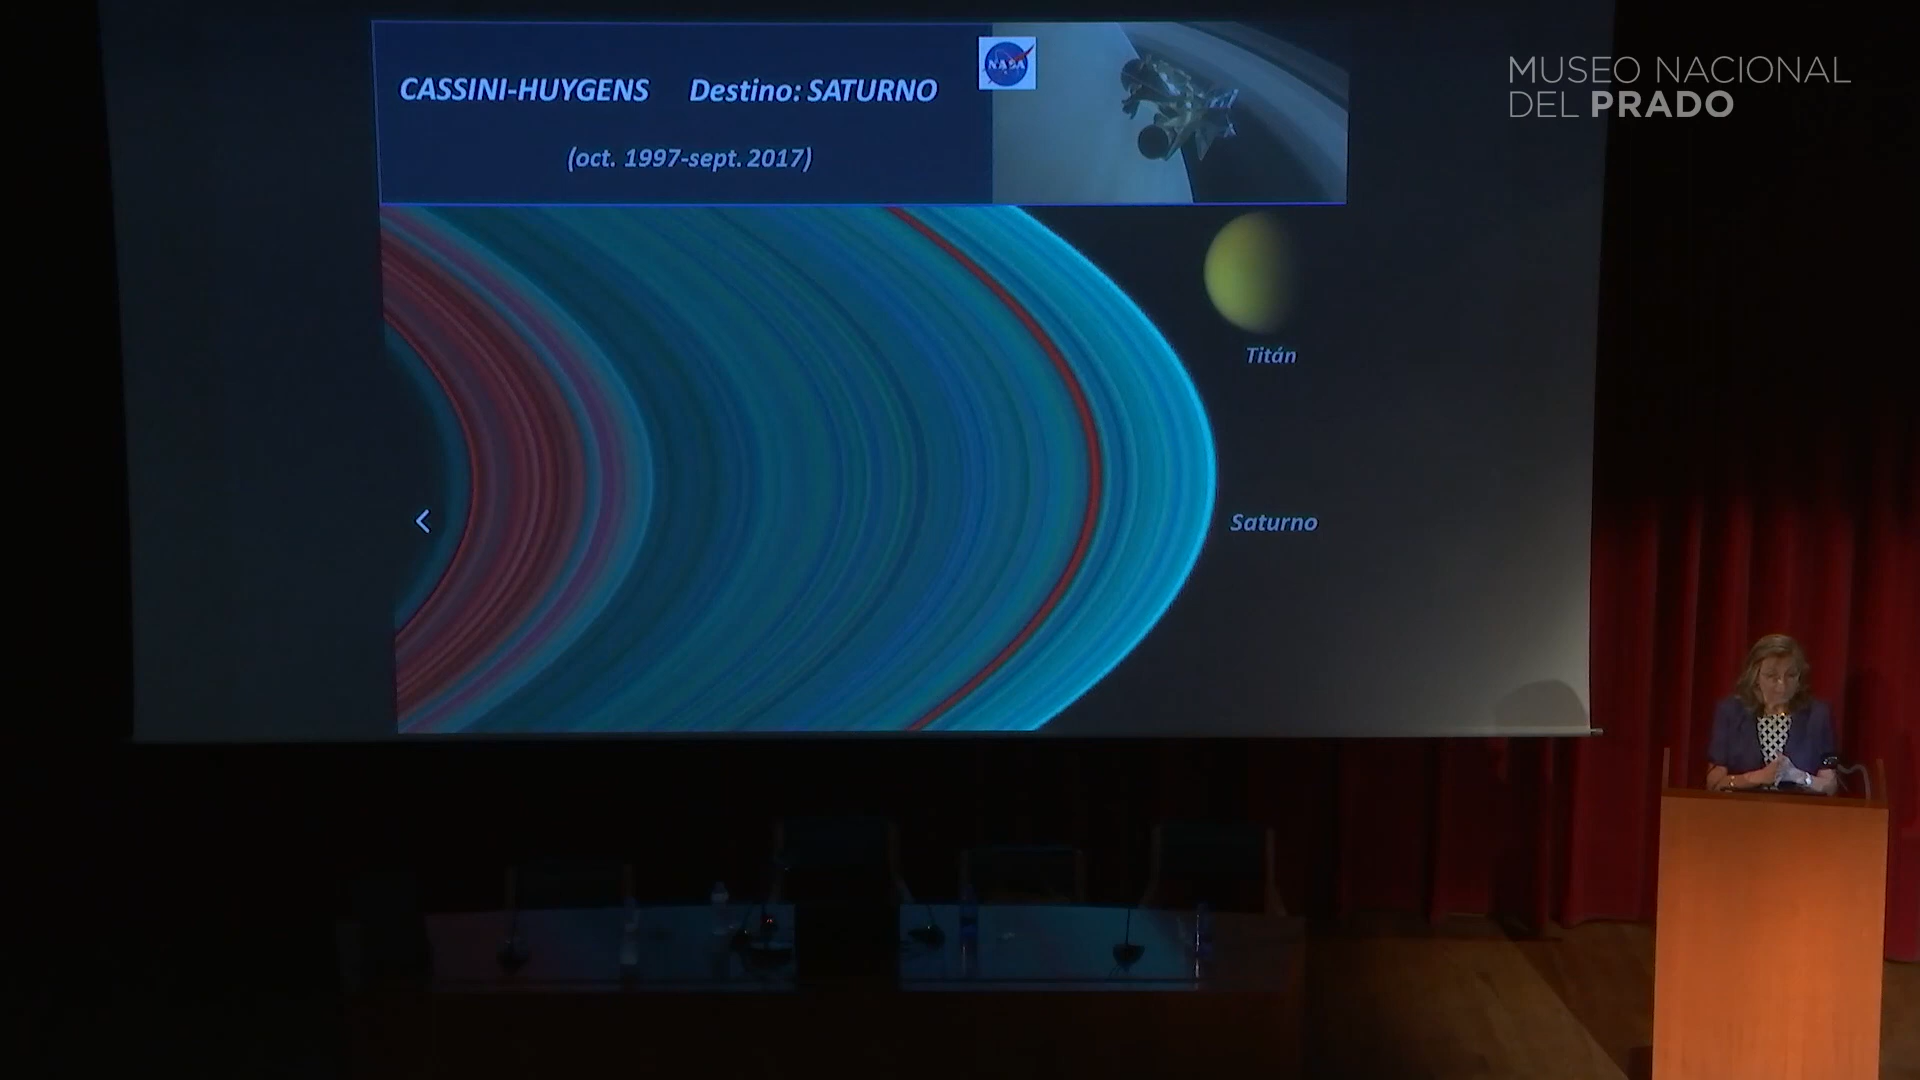 CASSINI-HUYGENS Destino: SATURNO
(oct. 1997-sept. 2017)
NASA
MUSEO NACIONAL
DEL PRADO
Titán
Saturno